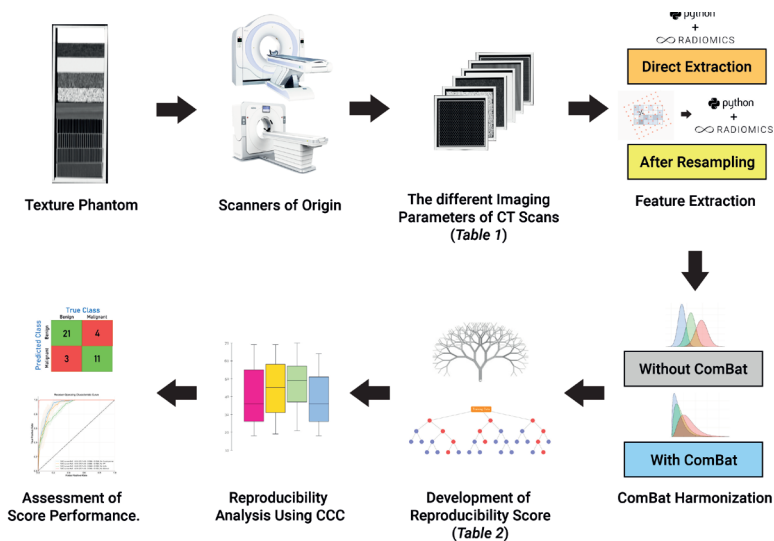 python
+
RADIOMICS
Direct Extraction
python
+
RADIOMICS
After Resampling
Texture Phantom
Scanners of Origin
The different Imaging
Parameters of CT Scans
(Table 1)
Feature Extraction
True Class
Benign Malignant
Predicted Class
Benign
Malignant
21 4
3 11
Without ComBat
With ComBat
Assessment of
Score Performance.
Reproducibility
Analysis Using CCC
Development of
Reproducibility Score
(Table 2)
ComBat Harmonization